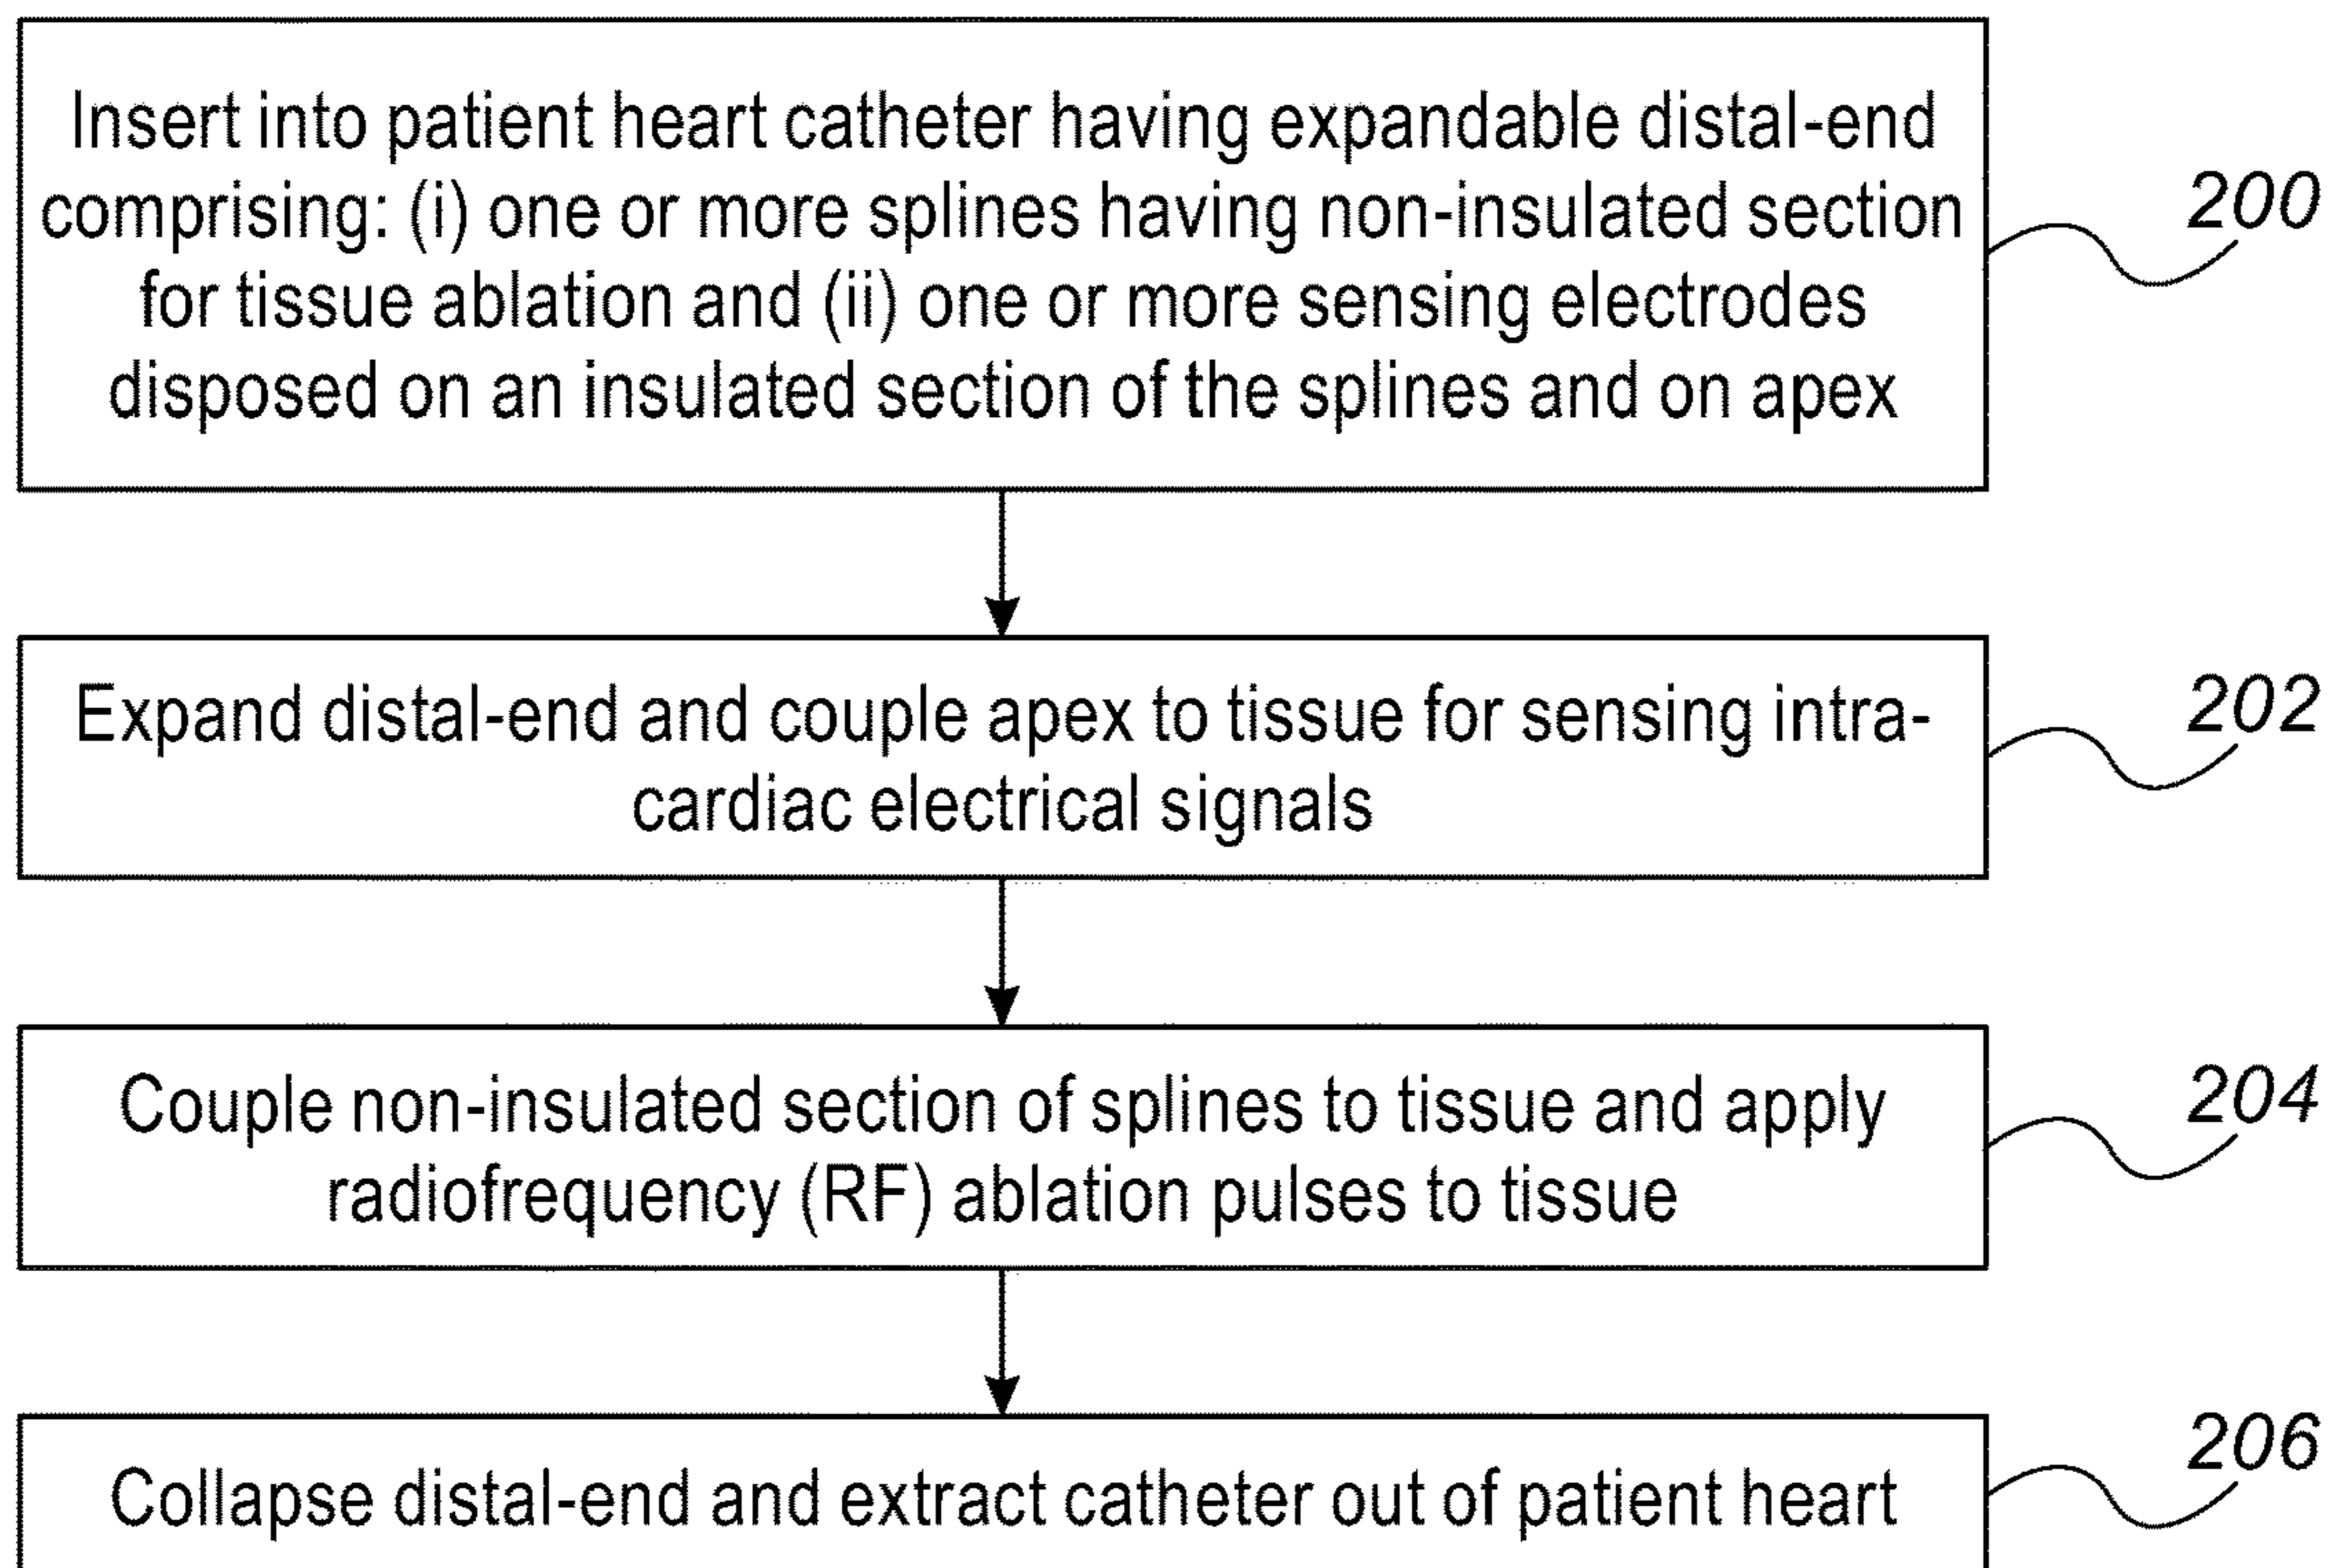 Insert into patient heart catheter having expandable distal-end
comprising: (i) one or more splines having non-insulated section
for tissue ablation and (ii) one or more sensing electrodes
disposed on an insulated section of the splines and on apex
200
Expand distal-end and couple apex to tissue for sensing intra-
cardiac electrical signals
202
Couple non-insulated section of splines to tissue and apply
radiofrequency (RF) ablation pulses to tissue
204
Collapse distal-end and extract catheter out of patient heart
206